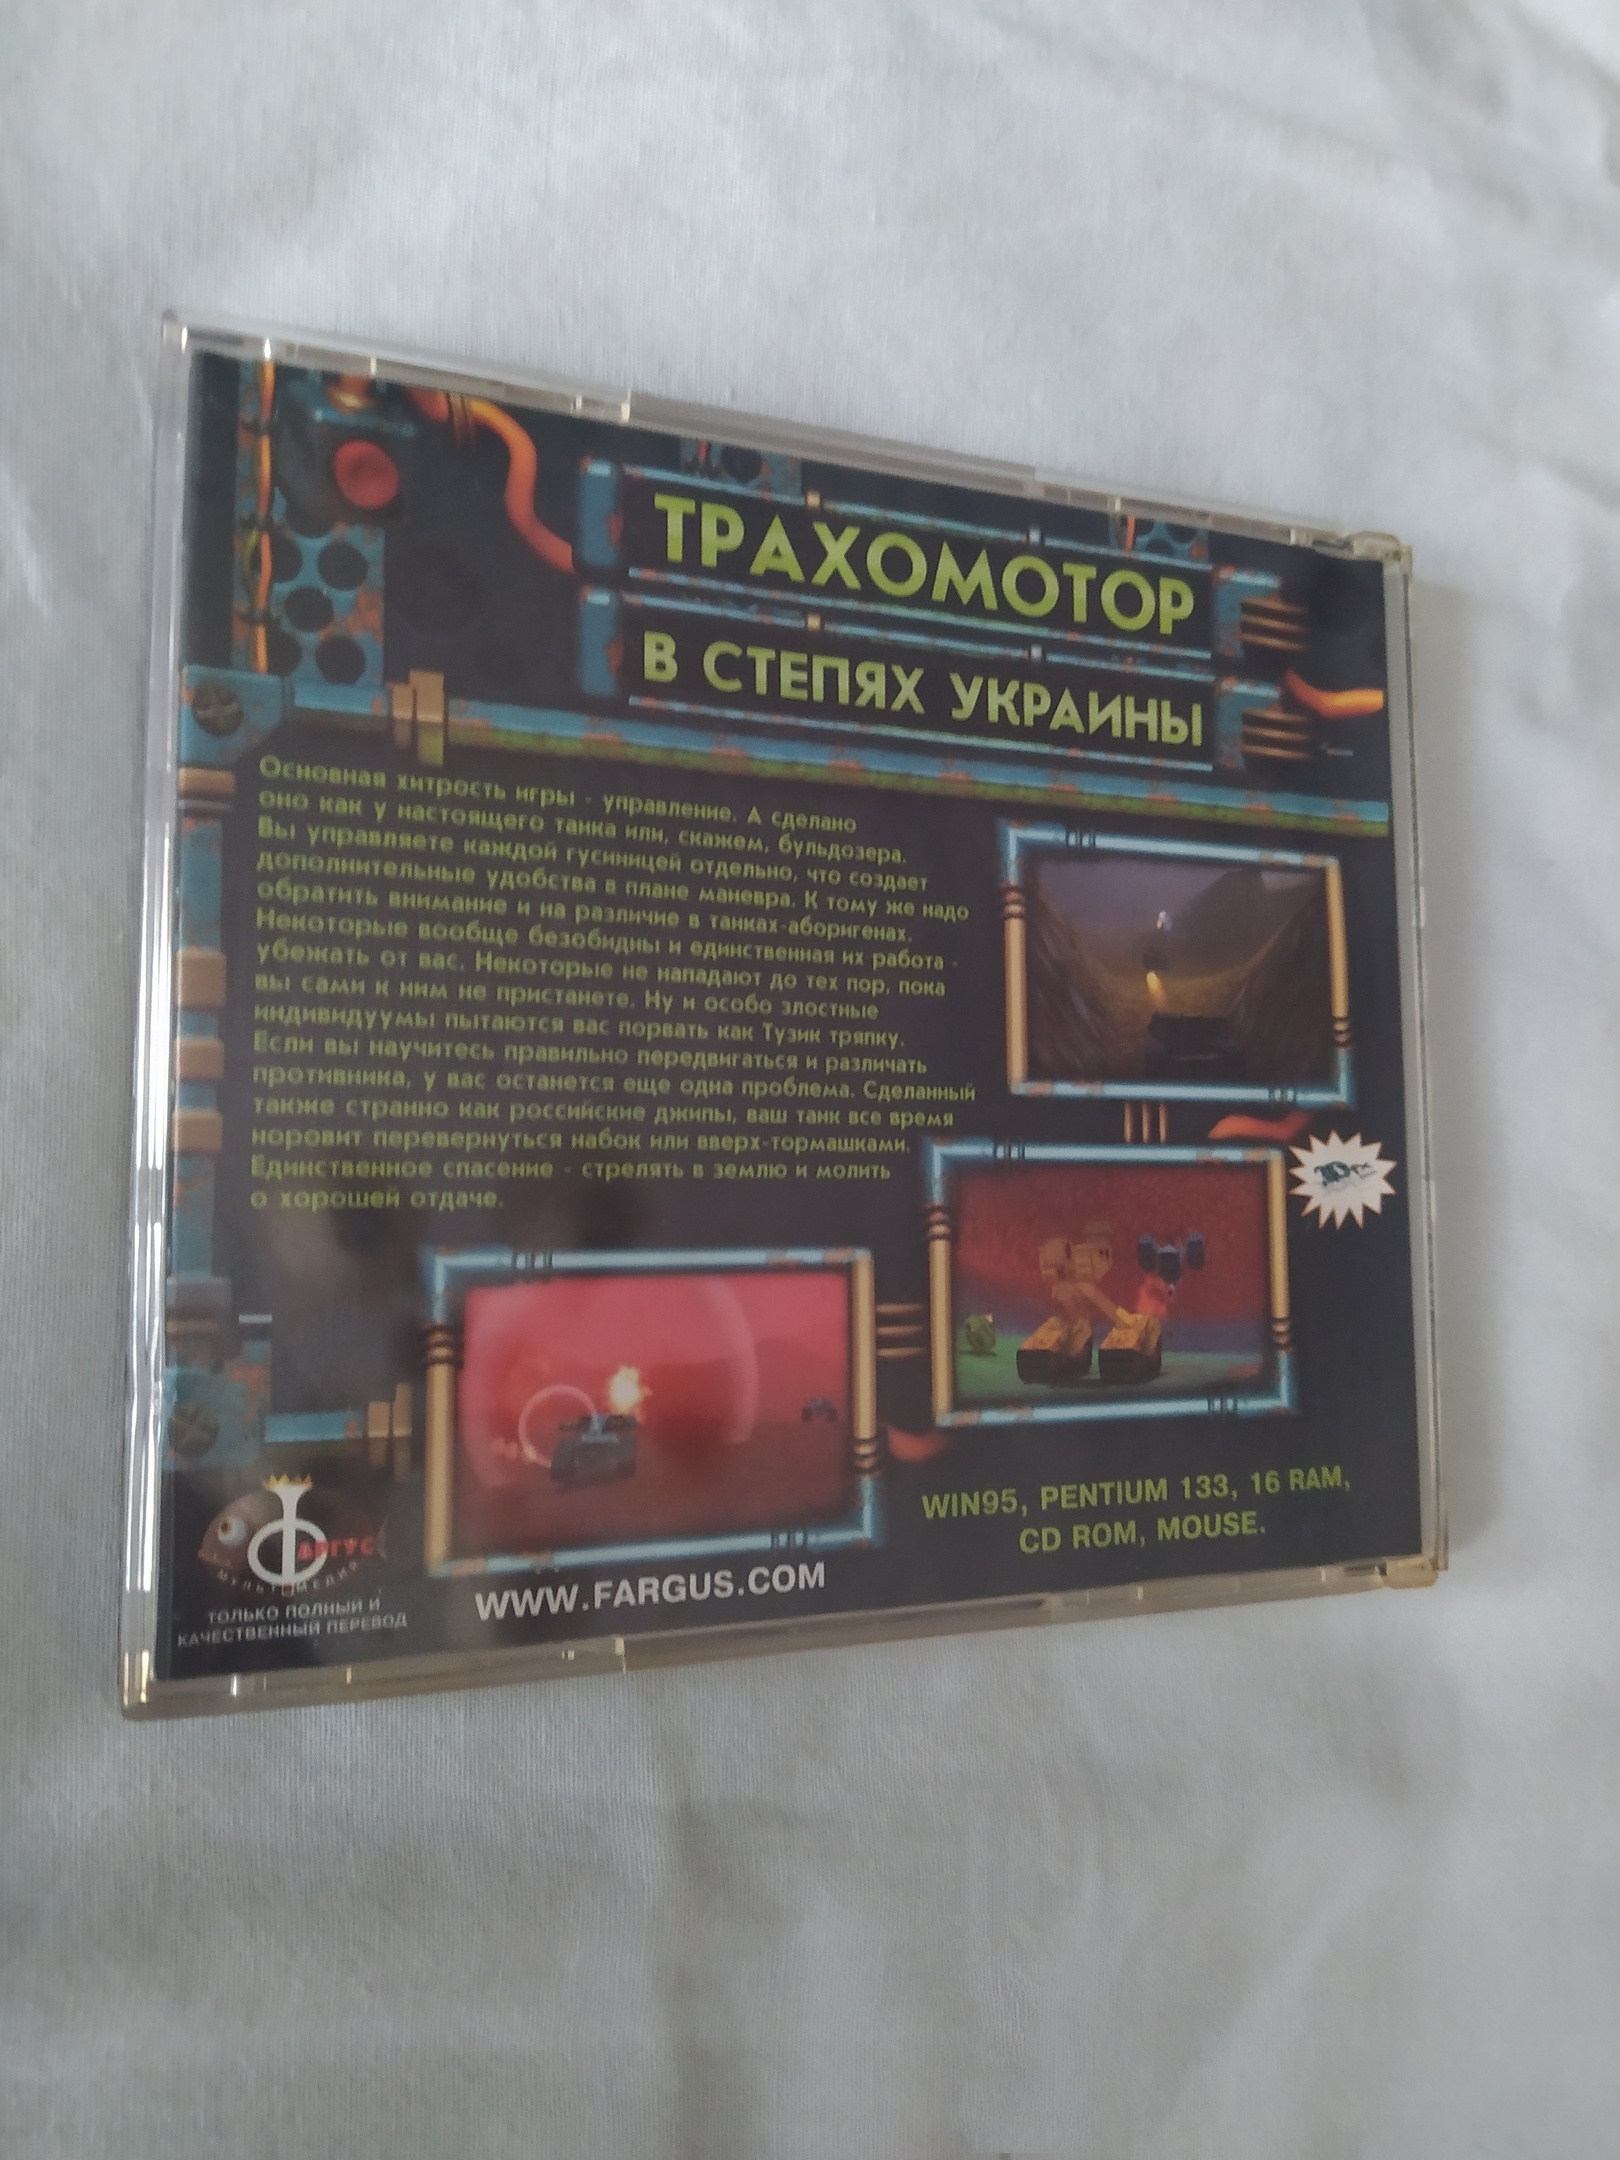 ТРАХОМОТОР
В СТЕПЯХ УКРАИНЫ
Основная хитрость игры - управление. А сделано
оно как у настоящего танка или, скажем, бульдозера.
Вы управляете каждой гусиницей отдельно, что создает
дополнительные удобства в плане маневра. К тому же надо
обратить внимание и на различие в танках-аборигенах.
Некоторые вообще безобидны и единственная их работа -
убежать от вас. Некоторые не нападают до тех пор, пока
вы сами к ним не пристанете. Ну и особо злостные
индивидуумы пытаются вас порвать как Тузик тряпку.
Если вы научитесь правильно передвигаться и различать
противника, у вас останется еще одна проблема. Сделанный
также странно как российские джипы, ваш танк все время
норовит перевернуться набок или вверх-тормашками.
Единственное спасение - стрелять в землю и молить
о хорошей отдаче.
WIN95, PENTIUM 133, 16 RAM,
CD ROM, MOUSE.
ФАРГУС
МУЛЬТИМЕДИЯ
ТОЛЬКО ПОЛНЫЙ И
КАЧЕСТВЕННЫЙ ПЕРЕВОД
WWW.FARGUS.COM